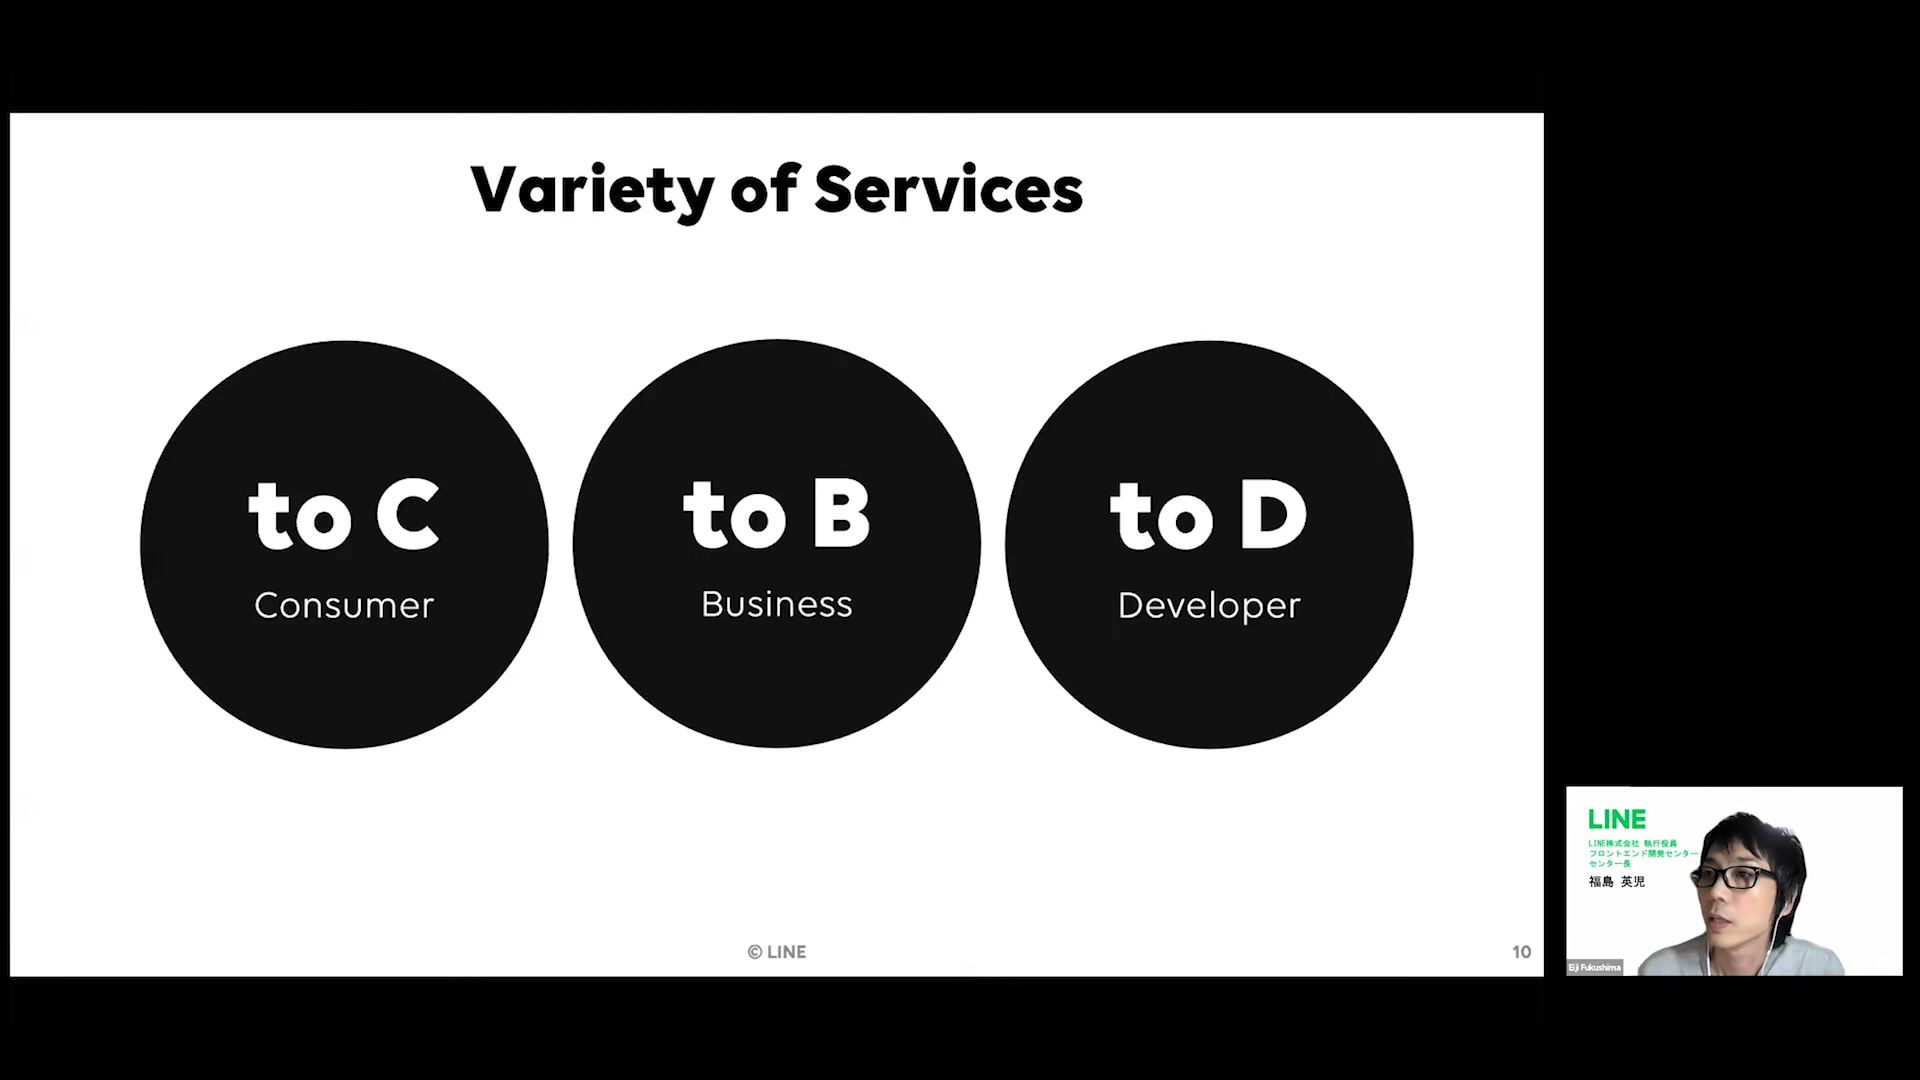 Variety of Services
to C
Consumer
to B
Business
to D
Developer
© LINE
10
LINE
LINE株式会社 執行役員
フロントエンド開発センター
センター長
福島 英児
Eiji Fukushima